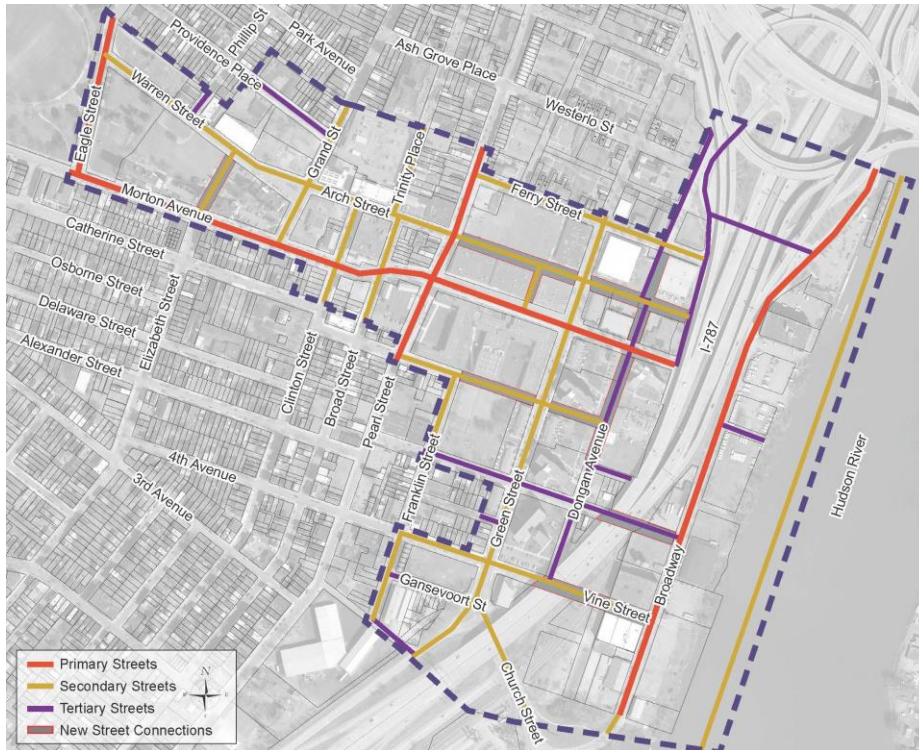 Phillip St
Providence Place
Park Avenue
Ash Grove Place
Warren Street
Westerlo St
Eagle Street
Grand St
Trinity Place
Morton Avenue
Arch Street
Ferry Street
Catherine Street
Osborne Street
Delaware Street
Elizabeth Street
Alexander Street
Clinton Street
Broad Street
Pearl Street
I-787
Hudson River
4th Avenue
3rd Avenue
Franklin Street
Green Street
Dongan Avenue
Broadway
Gansevoort St
Vine Street
Church Street
Primary Streets
Secondary Streets
Tertiary Streets
New Street Connections
N